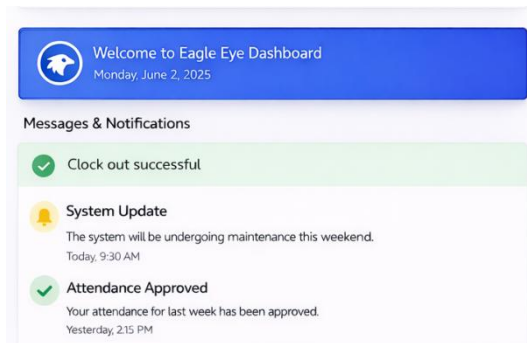 Welcome to Eagle Eye Dashboard
Monday, June 2, 2025
Messages & Notifications
Clock out successful
System Update
The system will be undergoing maintenance this weekend.
Today, 9:30 AM
Attendance Approved
Your attendance for last week has been approved.
Yesterday, 2:15 PM